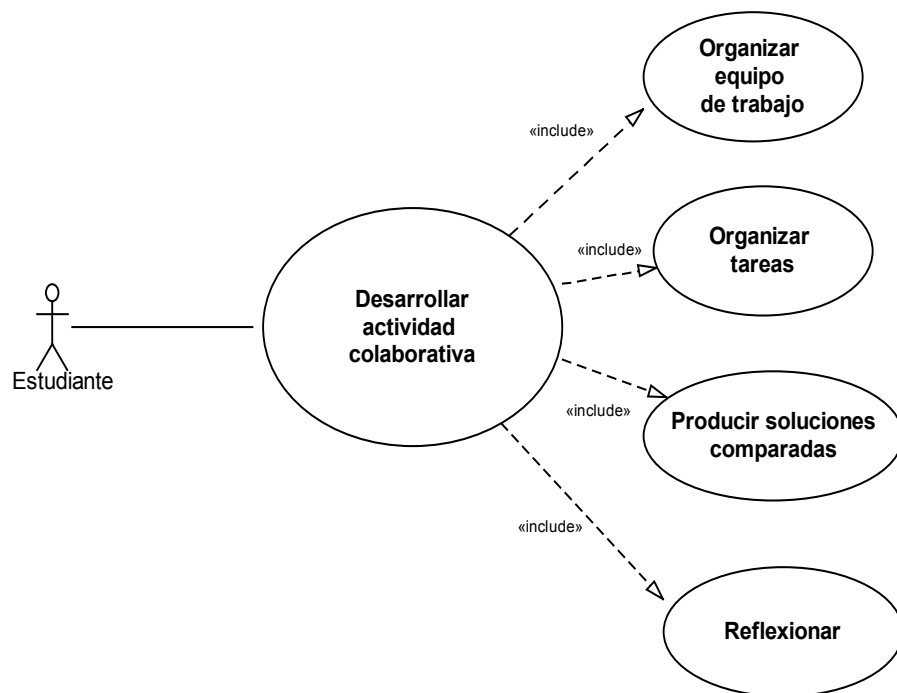 Organizar
equipo
de trabajo
«include»
Organizar
tareas
«include»
Desarrollar
actividad
colaborativa
Estudiante
Producir soluciones
comparadas
«include»
«include»
Reflexionar